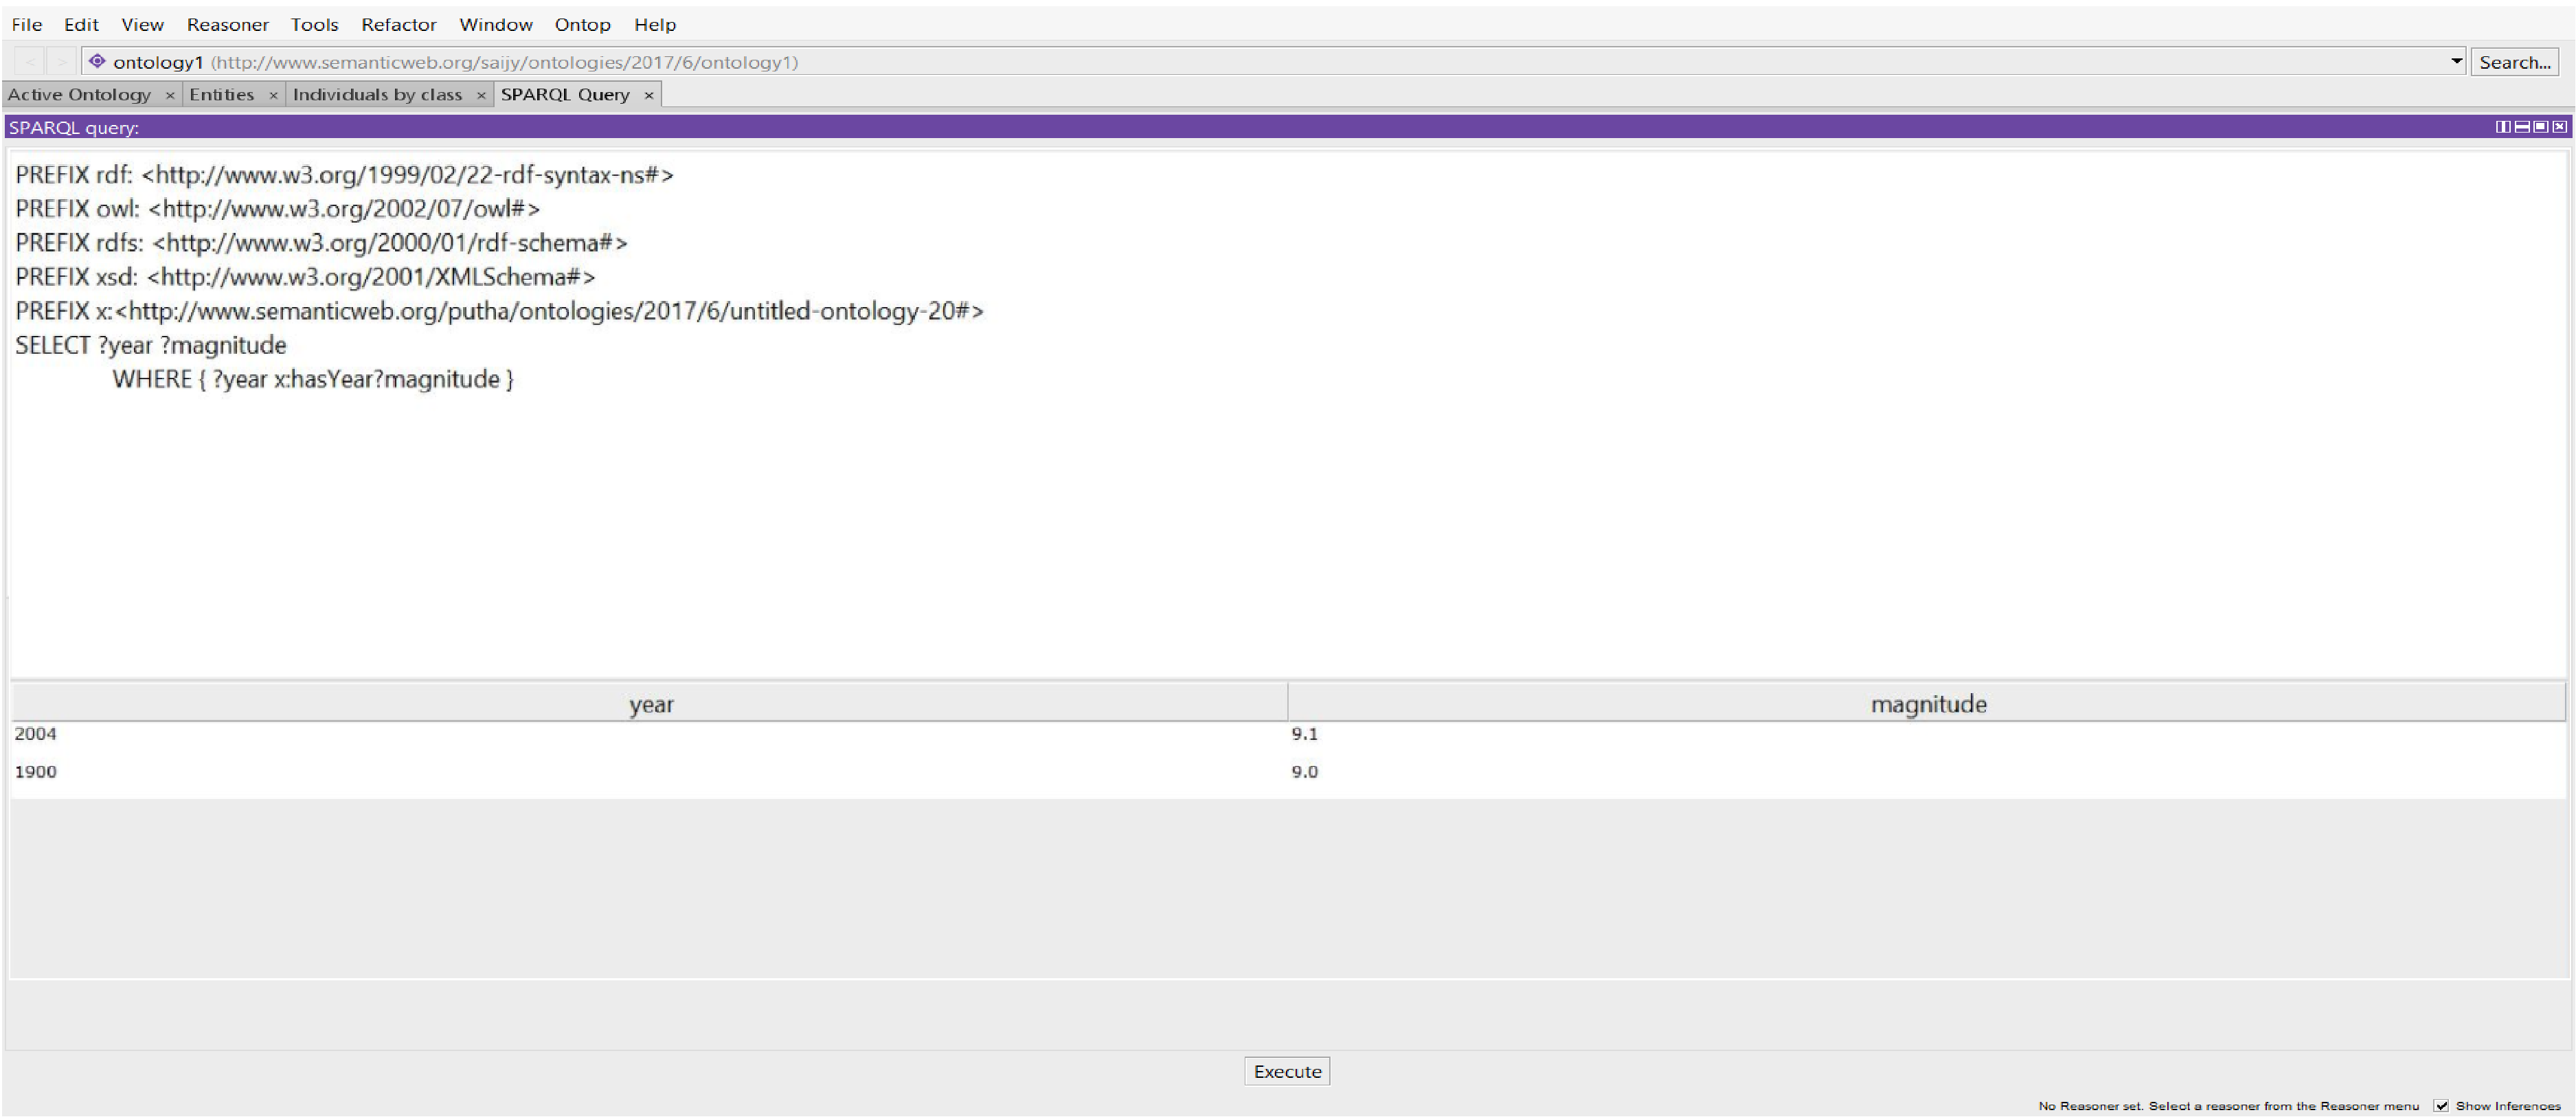 File Edit View Reasoner Tools Refactor Window Ontop Help
< > ontology1 (http://www.semanticweb.org/saijy/ontologies/2017/6/ontology1) Search...
Active Ontology × Entities × Individuals by class × SPARQL Query ×
SPARQL query:
PREFIX rdf: <http://www.w3.org/1999/02/22-rdf-syntax-ns#>
PREFIX owl: <http://www.w3.org/2002/07/owl#>
PREFIX rdfs: <http://www.w3.org/2000/01/rdf-schema#>
PREFIX xsd: <http://www.w3.org/2001/XMLSchema#>
PREFIX x:<http://www.semanticweb.org/putha/ontologies/2017/6/untitled-ontology-20#>
SELECT ?year ?magnitude
WHERE { ?year x:hasYear?magnitude }
year magnitude
2004 9.1
1900 9.0
Execute
No Reasoner set. Select a reasoner from the Reasoner menu Show Inferences